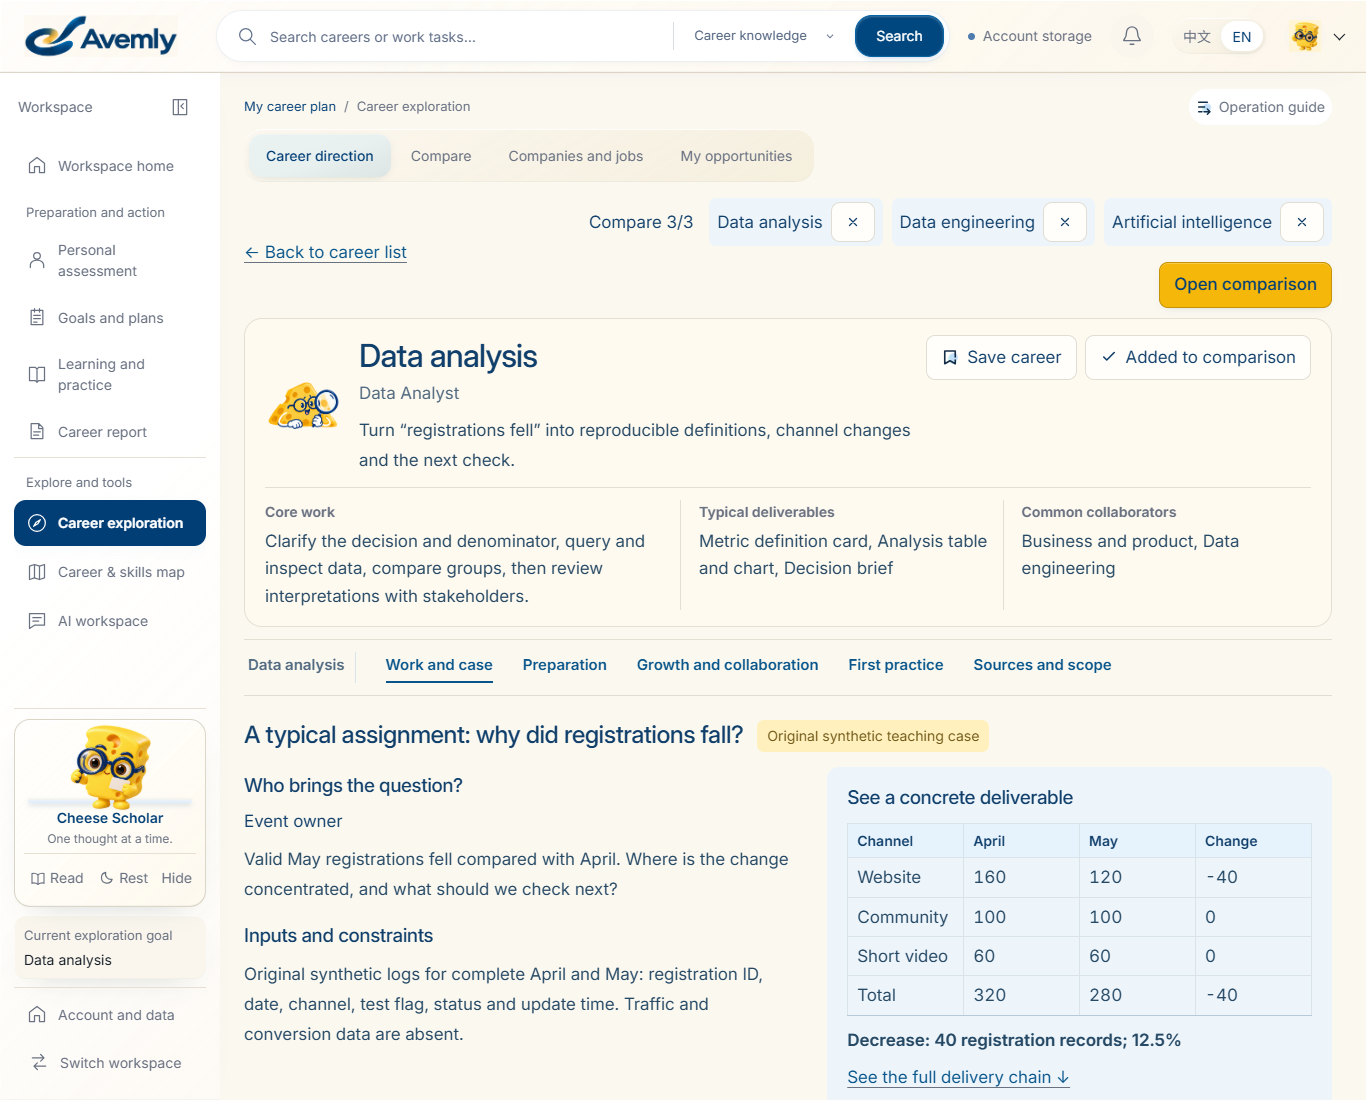 Avemly
Search careers or work tasks...
Career knowledge
Search
Account storage
中文
EN
Workspace
Workspace home
Preparation and action
Personal
assessment
Goals and plans
Learning and
practice
Career report
Explore and tools
Career exploration
Career & skills map
AI workspace
Cheese Scholar
One thought at a time.
Read
Rest
Hide
Current exploration goal
Data analysis
Account and data
Switch workspace
My career plan / Career exploration
Operation guide
Career direction
Compare
Companies and jobs
My opportunities
Compare 3/3
Data analysis ×
Data engineering ×
Artificial intelligence ×
← Back to career list
Open comparison
Data analysis
Data Analyst
Turn “registrations fell” into reproducible definitions, channel changes
and the next check.
Save career
Added to comparison
Core work
Clarify the decision and denominator, query and
inspect data, compare groups, then review
interpretations with stakeholders.
Typical deliverables
Metric definition card, Analysis table
and chart, Decision brief
Common collaborators
Business and product, Data
engineering
Data analysis
Work and case
Preparation
Growth and collaboration
First practice
Sources and scope
A typical assignment: why did registrations fall?
Original synthetic teaching case
Who brings the question?
Event owner
Valid May registrations fell compared with April. Where is the change
concentrated, and what should we check next?
Inputs and constraints
Original synthetic logs for complete April and May: registration ID,
date, channel, test flag, status and update time. Traffic and
conversion data are absent.
See a concrete deliverable
Channel April May Change
Website 160 120 -40
Community 100 100 0
Short video 60 60 0
Total 320 280 -40
Decrease: 40 registration records; 12.5%
See the full delivery chain ↓